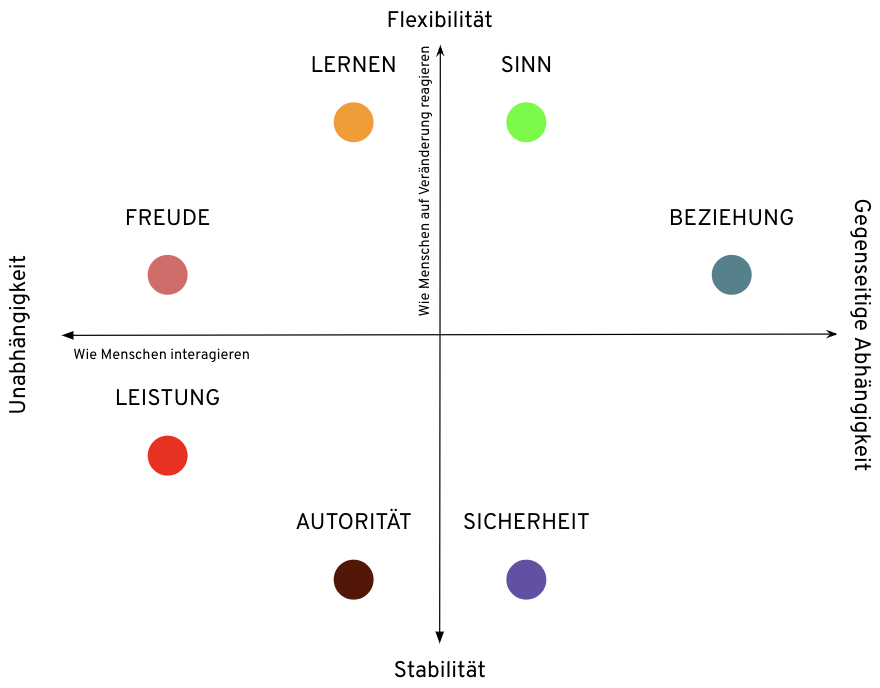 Flexibilität
LERNEN
SINN
Wie Menschen auf Veränderung reagieren
FREUDE
BEZIEHUNG
Unabhängigkeit
Gegenseitige Abhängigkeit
Wie Menschen interagieren
LEISTUNG
AUTORITÄT
SICHERHEIT
Stabilität